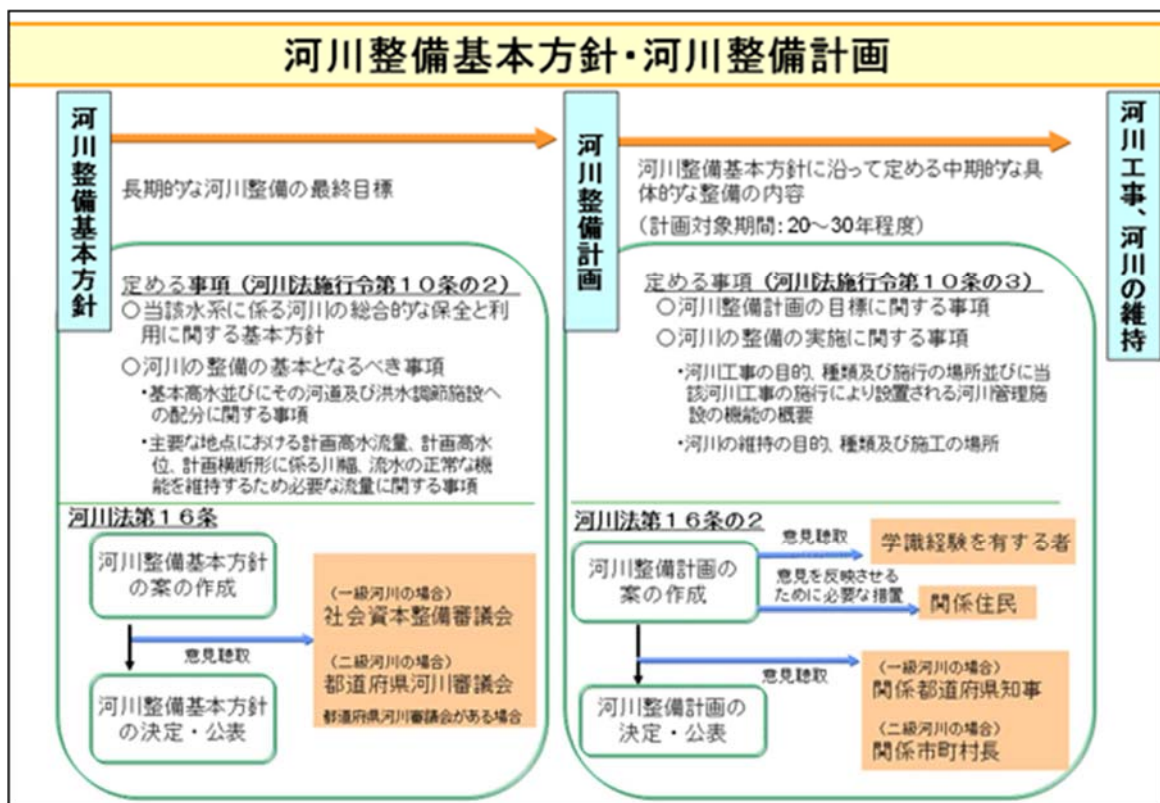 河川整備基本方針・河川整備計画
河川整備基本方針
長期的な河川整備の最終目標
定める事項（河川法施行令第１０条の２）
○当該水系に係る河川の総合的な保全と利
用に関する基本方針
○河川の整備の基本となるべき事項
・基本高水並びにその河道及び洪水調節施設へ
の配分に関する事項
・主要な地点における計画高水流量、計画高水
位、計画横断形に係る川幅、流水の正常な機
能を維持するため必要な流量に関する事項
河川法第１６条
河川整備基本方針
の案の作成
意見聴取
（一級河川の場合）
社会資本整備審議会
（二級河川の場合）
都道府県河川審議会
都道府県河川審議会がある場合
河川整備基本方針
の決定・公表
河川整備計画
河川整備基本方針に沿って定める中期的な具
体的な整備の内容
（計画対象期間：20～30年程度）
定める事項（河川法施行令第１０条の３）
○河川整備計画の目標に関する事項
○河川の整備の実施に関する事項
・河川工事の目的、種類及び施行の場所並びに当
該河川工事の施行により設置される河川管理施
設の機能の概要
・河川の維持の目的、種類及び施工の場所
河川法第１６条の２
河川整備計画の
案の作成
意見聴取
学識経験を有する者
意見を反映させる
ために必要な措置
関係住民
意見聴取
（一級河川の場合）
関係都道府県知事
（二級河川の場合）
関係市町村長
河川整備計画の
決定・公表
河川工事、河川の維持